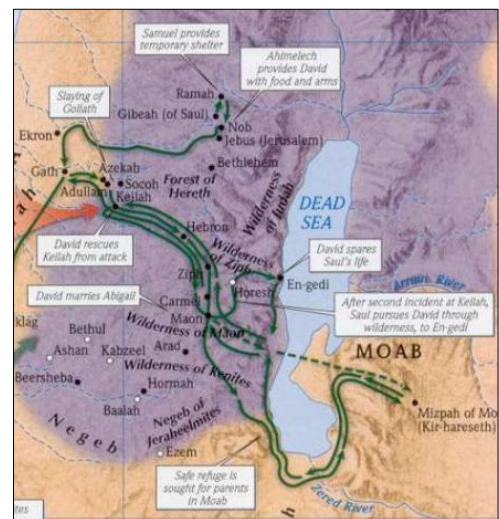 Samuel provides
temporary shelter
Ahimelech
provides David
with food and arms
Slaying of
Goliath
Ramah
Gibeah (of Saul)
Nob
Jebus (Jerusalem)
Ekron
Bethlehem
Gath
Azekah
Socoh
Adullam
Keilah
Forest of
Hereth
Wilderness
of Judah
DEAD
SEA
ah
David rescues
Keilah from attack
Hebron
Wilderness
of Ziph
David spares
Saul's life
Ziph
Horesh
En-gedi
Arnon River
David marries Abigail
Carmel
Maon
After second incident at Keilah,
Saul pursues David through
wilderness, to En-gedi
klag
Bethul
Wilderness of Maon
MOAB
Ashan
Kabzeel
Arad
Beersheba
Wilderness of Kenites
Hormah
Mizpah of Mo
(Kir-hareseth)
Baalah
Negeb of
Jerahmeelites
Negeb
Ezem
Safe refuge is
sought for parents
in Moab
Zered River
ites
h